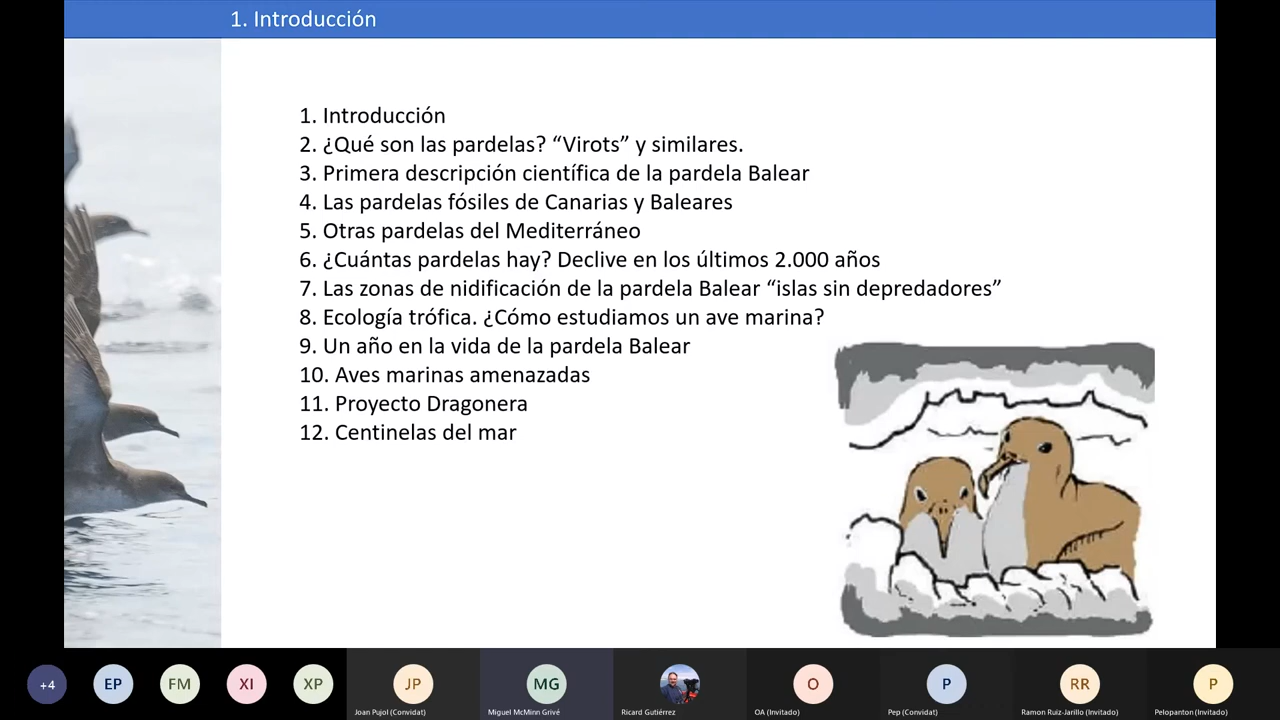 1. Introducción
1. Introducción
2. ¿Qué son las pardelas? “Virots” y similares.
3. Primera descripción científica de la pardela Balear
4. Las pardelas fósiles de Canarias y Baleares
5. Otras pardelas del Mediterráneo
6. ¿Cuántas pardelas hay? Declive en los últimos 2.000 años
7. Las zonas de nidificación de la pardela Balear “islas sin depredadores”
8. Ecología trófica. ¿Cómo estudiamos un ave marina?
9. Un año en la vida de la pardela Balear
10. Aves marinas amenazadas
11. Proyecto Dragonera
12. Centinelas del mar
+4 EP FM XI XP JP MG O P RR P
Joan Pujol (Convidat) Miguel McMinn Grivé Ricard Gutiérrez OA (Invitado) Pep (Convidat) Ramon Ruiz-Jarillo (Invitado) Pelopanton (Invitado)